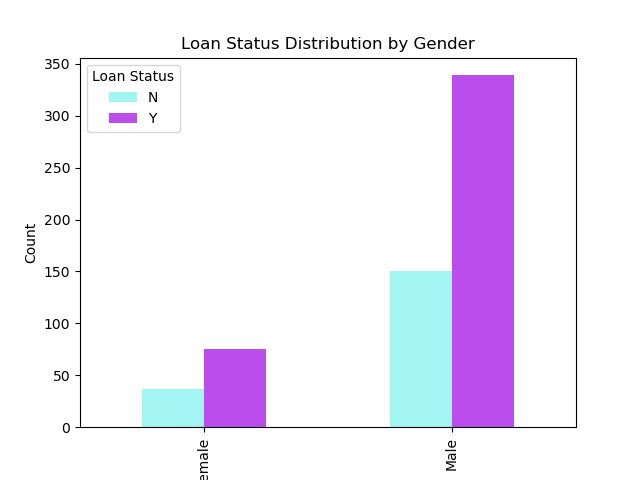 Loan Status Distribution by Gender
Loan Status
N
Y
350
300
250
200
150
100
50
0
Count
emale
Male